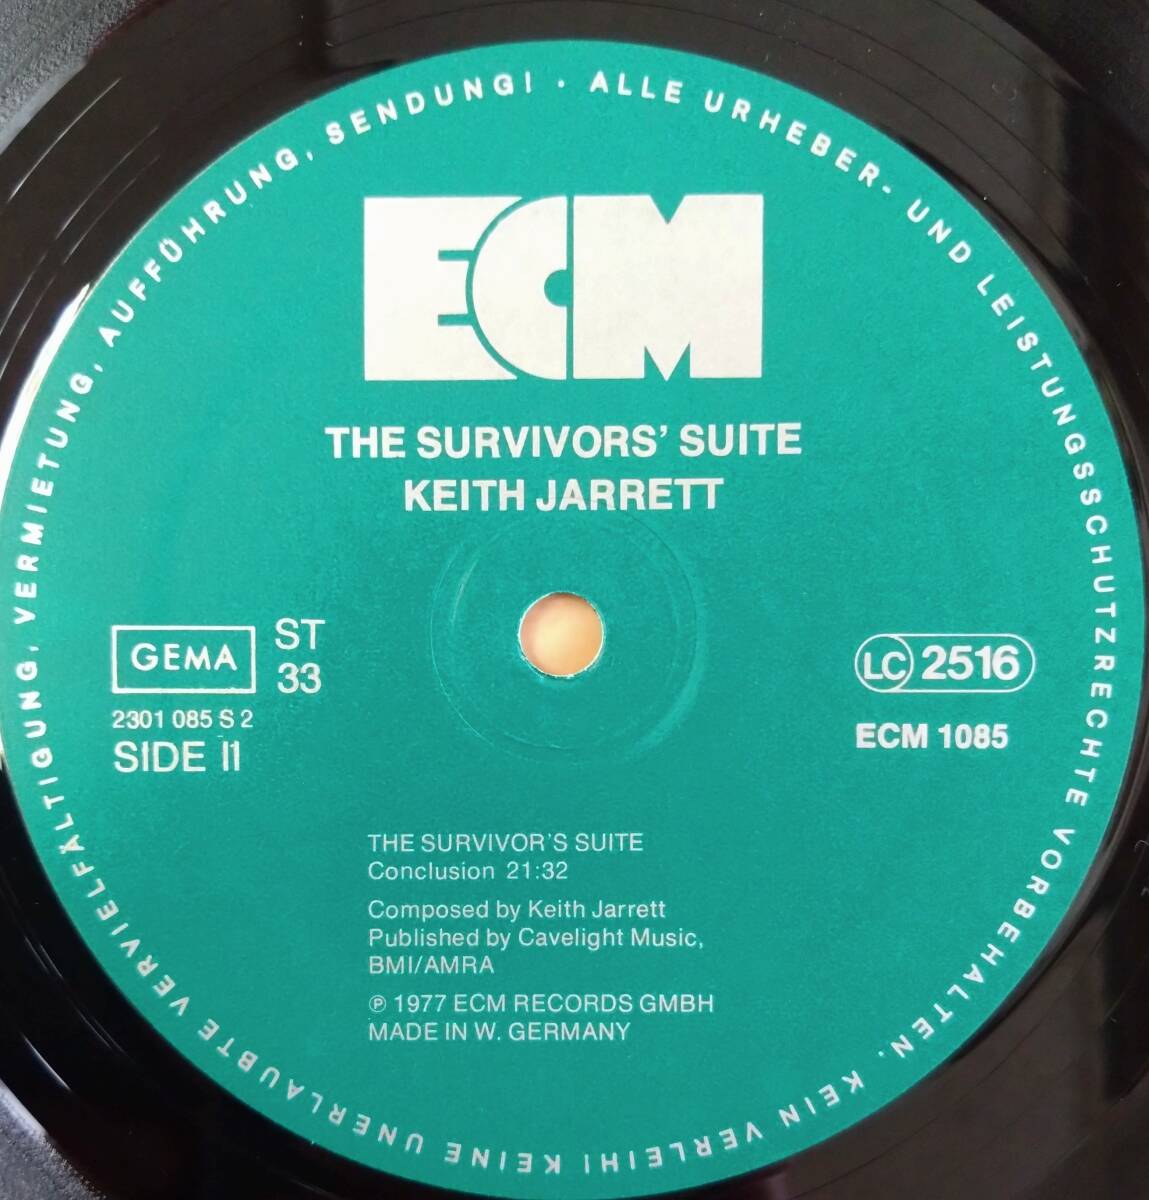 ECM
THE SURVIVORS' SUITE
KEITH JARRETT
GEMA
ST
33
2301 085 S 2
SIDE II
LC 2516
ECM 1085
THE SURVIVOR'S SUITE
Conclusion 21:32
Composed by Keith Jarrett
Published by Cavelight Music,
BMI/AMRA
℗ 1977 ECM RECORDS GMBH
MADE IN W. GERMANY
ALLE URHEBER- UND LEISTUNGSSCHUTZRECHTE VORBEHALTEN. KEIN VERLEIH! KEINE UNERLAUBTE VERVIELFÄLTIGUNG, VERMIETUNG, AUFFÜHRUNG, SENDUNG! ·